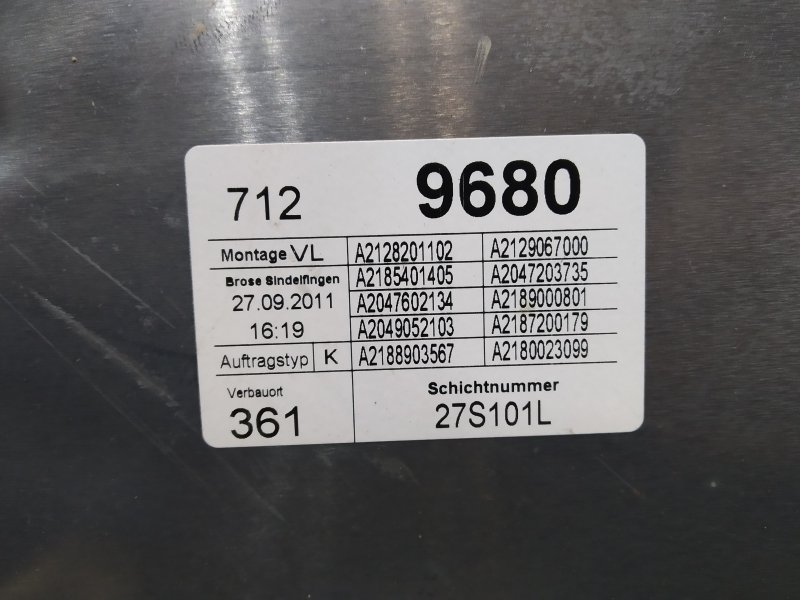 712 9680
Montage VL A2128201102 A2129067000
Brose Sindelfingen A2185401405 A2047203735
27.09.2011 A2047602134 A2189000801
16:19 A2049052103 A2187200179
Auftragstyp K A2188903567 A2180023099
Verbauort Schichtnummer
361 27S101L